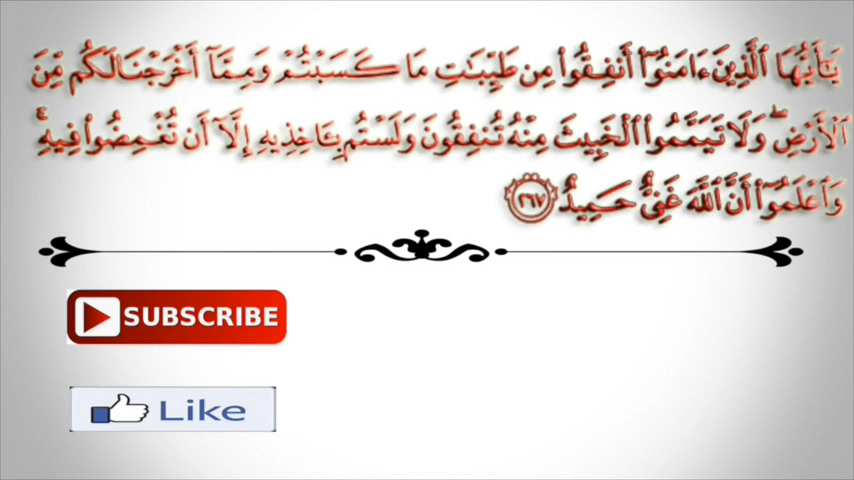 يَـٰٓأَيُّهَا ٱلَّذِينَ ءَامَنُوٓا۟ أَنفِقُوا۟ مِن طَيِّبَـٰتِ مَا كَسَبْتُمْ وَمِمَّآ أَخْرَجْنَا لَكُم مِّنَ
ٱلْأَرْضِ ۖ وَلَا تَيَمَّمُوا۟ ٱلْخَبِيثَ مِنْهُ تُنفِقُونَ وَلَسْتُم بِـَٔاخِذِيهِ إِلَّآ أَن تُغْمِضُوا۟ فِيهِ ۚ
وَٱعْلَمُوٓا۟ أَنَّ ٱللَّهَ غَنِىٌّ حَمِيدٌ ٢٦٧
SUBSCRIBE
Like